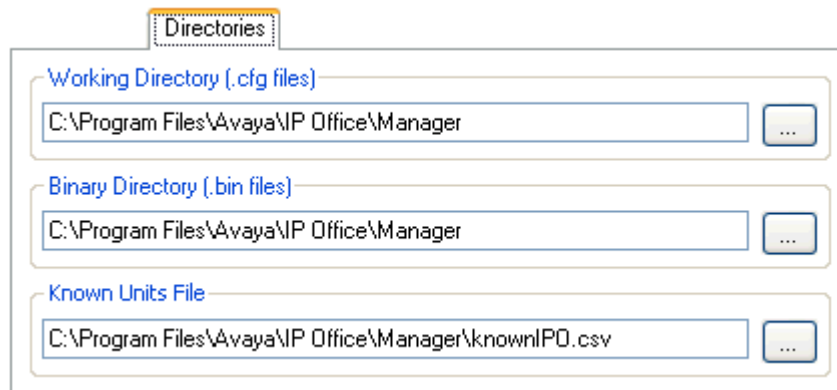 Directories
Working Directory (.cfg files)
C:\Program Files\Avaya\IP Office\Manager
...
Binary Directory (.bin files)
C:\Program Files\Avaya\IP Office\Manager
...
Known Units File
C:\Program Files\Avaya\IP Office\Manager\knownIPO.csv
...